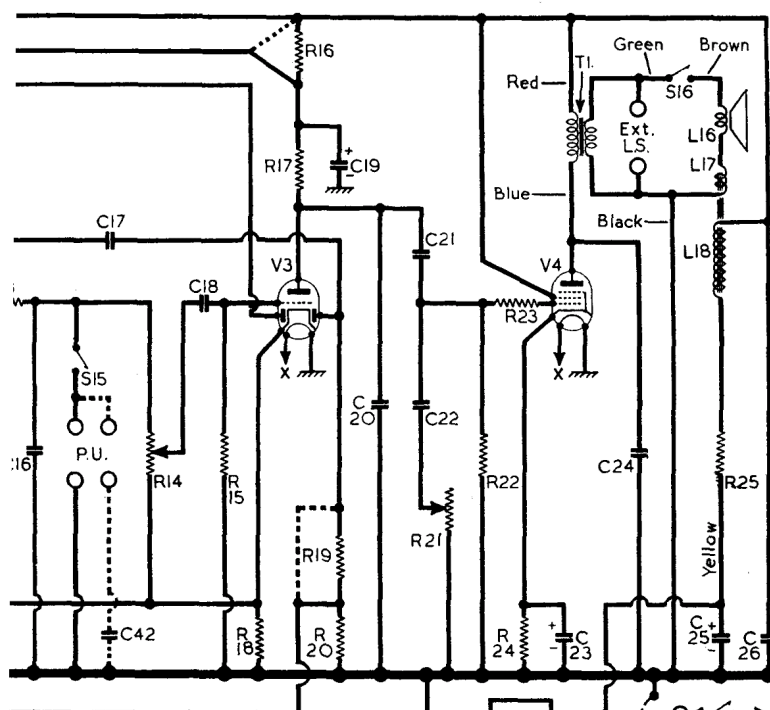 R16
Green
Brown
T1.
S16
Red
Ext.
L.S.
L16
R17
+
C19
-
L17
Blue
Black
C17
C21
L18
V3
V4
C18
R23
X
X
S15
C
20
C22
P.U.
C16
R14
R
15
R22
C24
R25
R21
R19
Yellow
C42
R
18
R
20
R
24
+
-
C
23
C
25
+
-
C
26